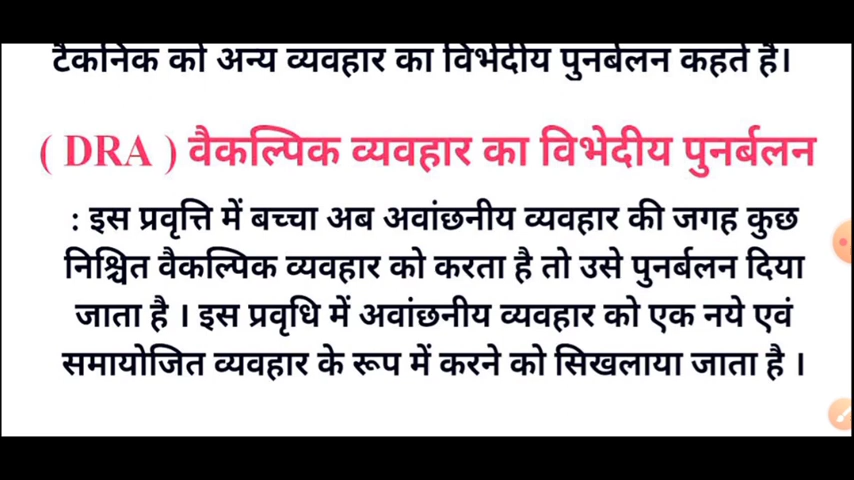 टैकनिक को अन्य व्यवहार का विभेदीय पुनर्बलन कहते है।
( DRA ) वैकल्पिक व्यवहार का विभेदीय पुनर्बलन
: इस प्रवृत्ति में बच्चा अब अवांछनीय व्यवहार की जगह कुछ
निश्चित वैकल्पिक व्यवहार को करता है तो उसे पुनर्बलन दिया
जाता है । इस प्रवृधि में अवांछनीय व्यवहार को एक नये एवं
समायोजित व्यवहार के रूप में करने को सिखलाया जाता है ।